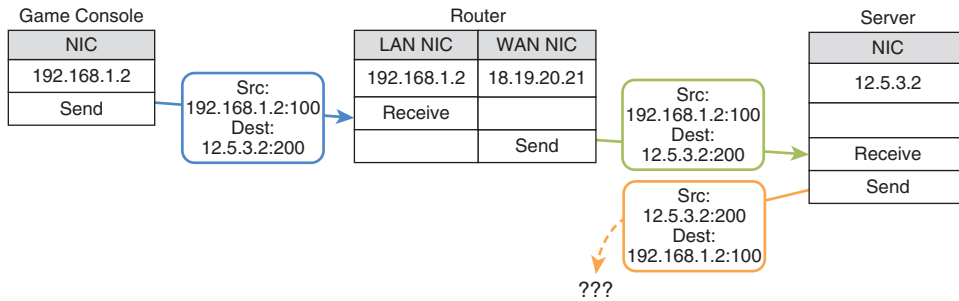 Game Console
NIC
192.168.1.2
Send
Src:
192.168.1.2:100
Dest:
12.5.3.2:200
Router
LAN NIC WAN NIC
192.168.1.2 18.19.20.21
Receive
Send
Src:
192.168.1.2:100
Dest:
12.5.3.2:200
Server
NIC
12.5.3.2
Receive
Send
Src:
12.5.3.2:200
Dest:
192.168.1.2:100
???